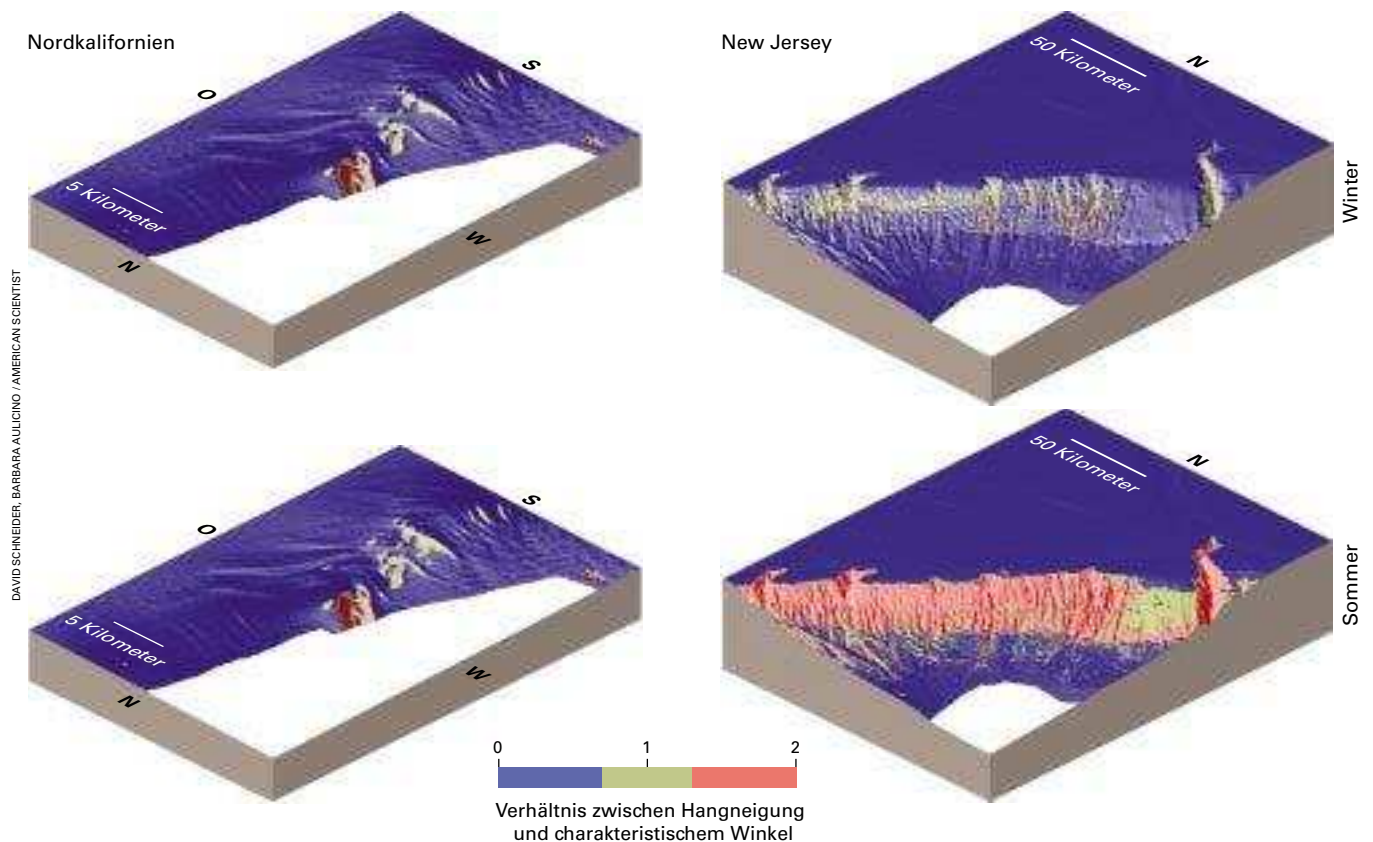 Nordkalifornien
O
S
5 Kilometer
N
W
New Jersey
50 Kilometer
N
Winter
DAVID SCHNEIDER, BARBARA AULICINO / AMERICAN SCIENTIST
O
S
5 Kilometer
N
W
50 Kilometer
N
Sommer
0 1 2
Verhältnis zwischen Hangneigung
und charakteristischem Winkel